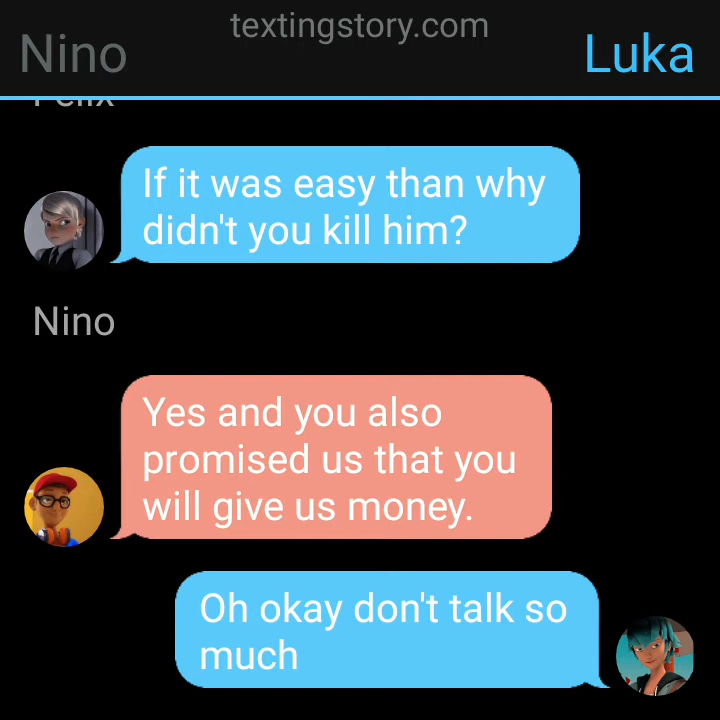 textingstory.com
Nino
Luka
Felix
If it was easy than why
didn't you kill him?
Nino
Yes and you also
promised us that you
will give us money.
Oh okay don't talk so
much